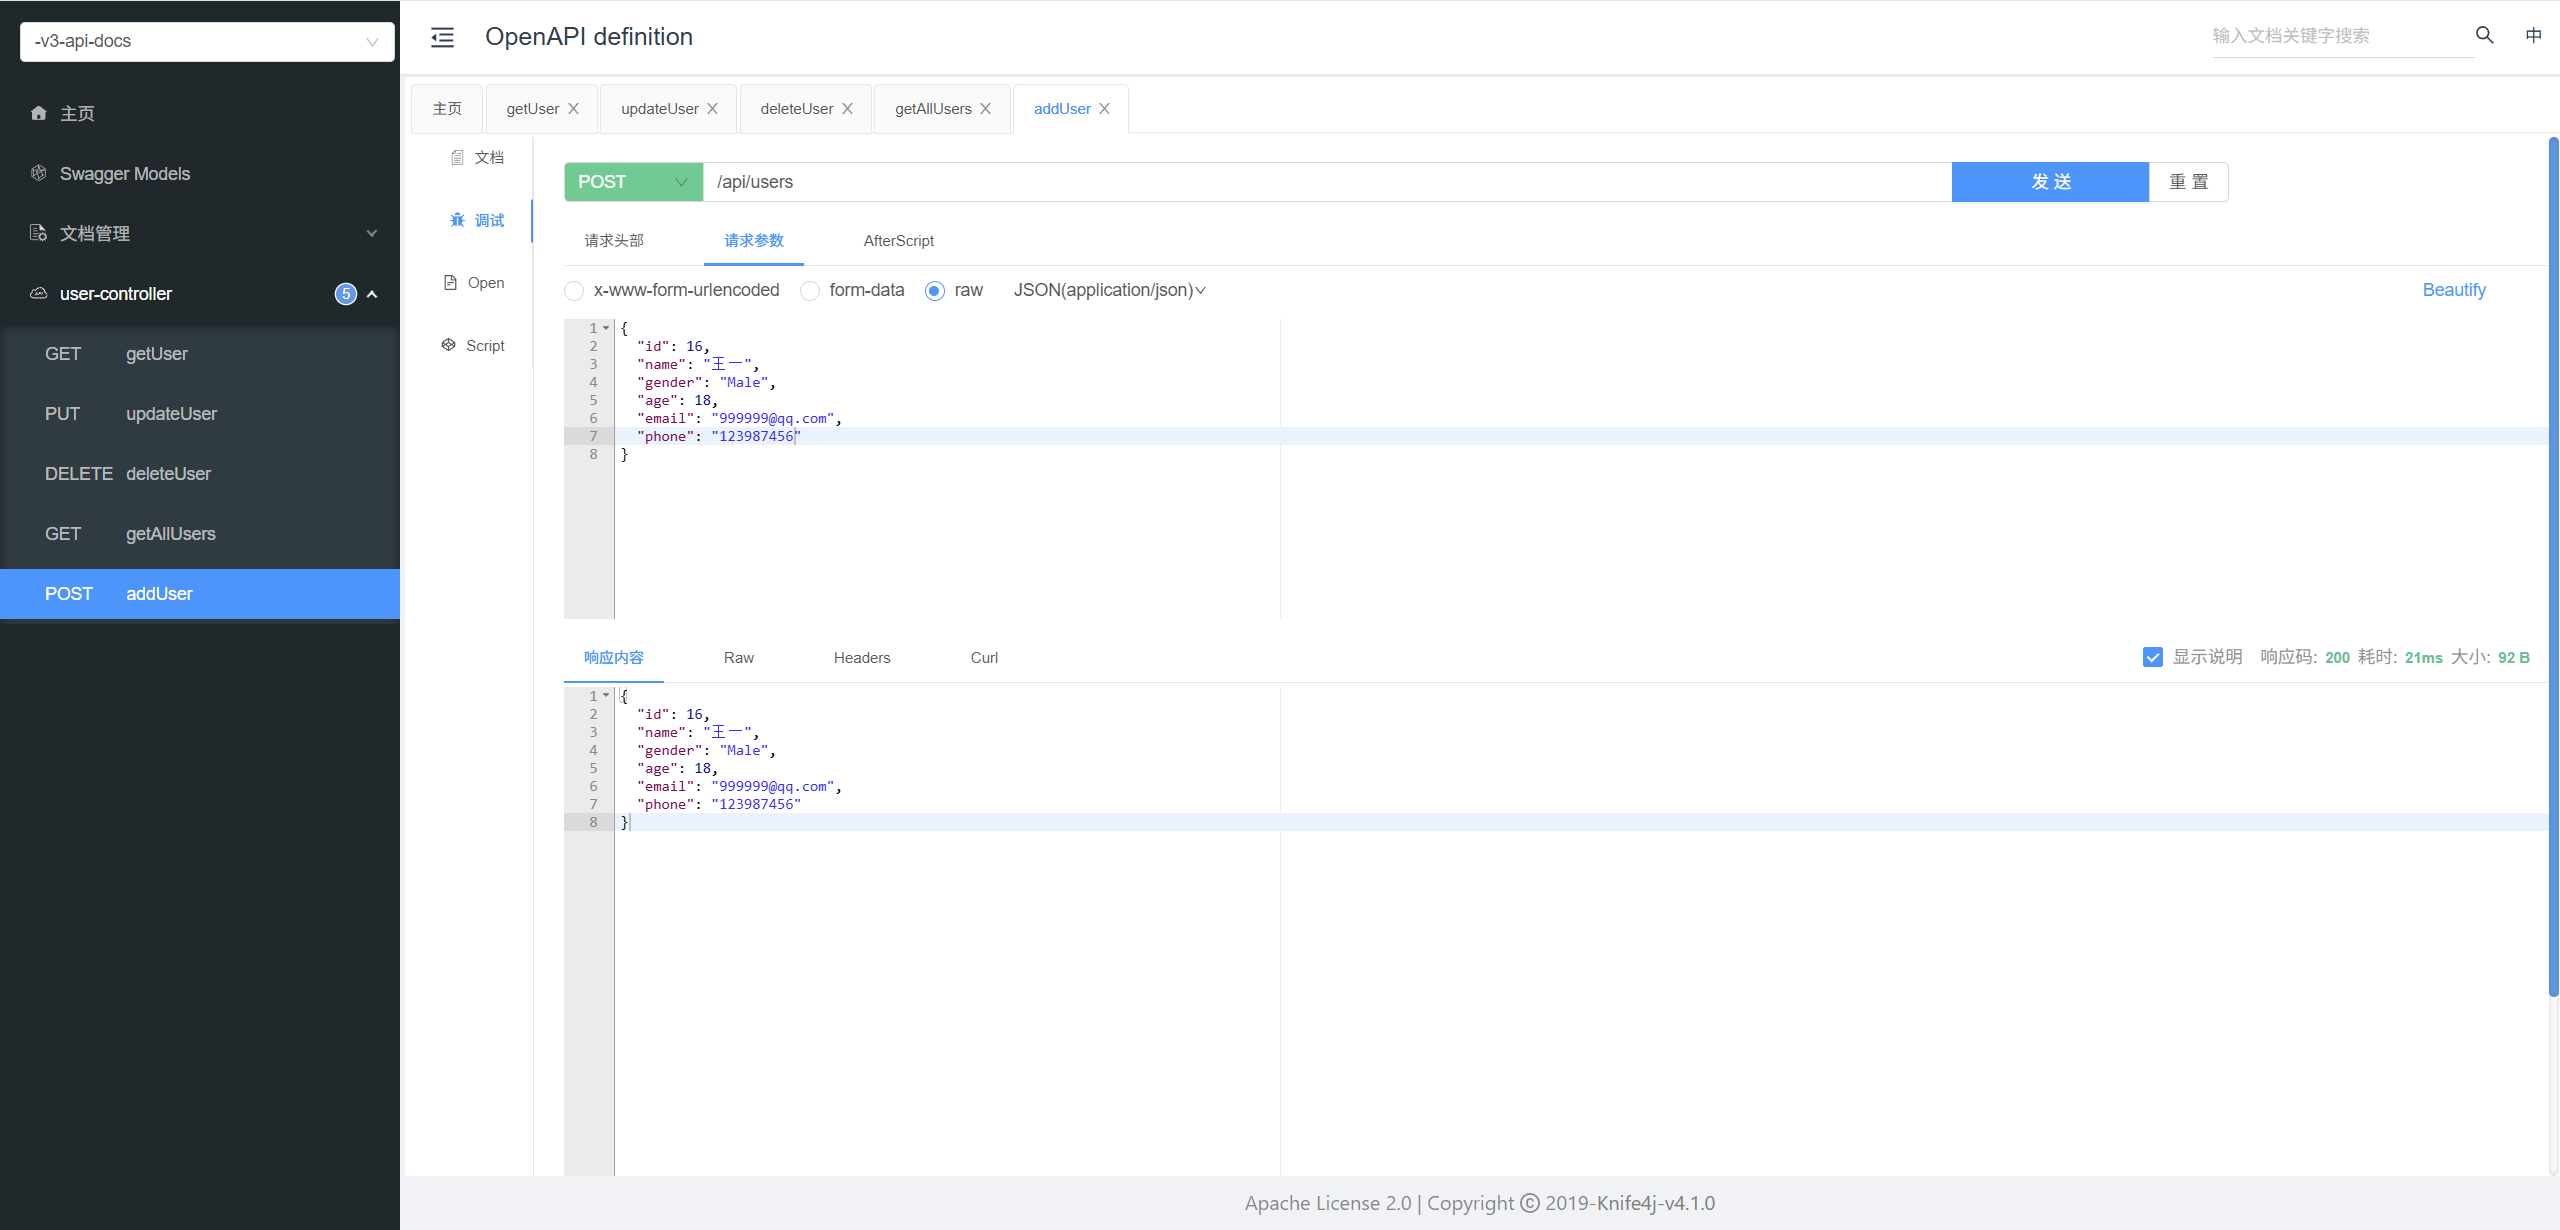 -v3-api-docs
主页
Swagger Models
文档管理
user-controller 5
GET getUser
PUT updateUser
DELETE deleteUser
GET getAllUsers
POST addUser
OpenAPI definition
输入文档关键字搜索 中
主页 getUser updateUser deleteUser getAllUsers addUser
文档
调试
Open
Script
POST /api/users 发 送 重 置
请求头部 请求参数 AfterScript
x-www-form-urlencoded form-data raw JSON(application/json) Beautify
1 {
2 "id": 16,
3 "name": "王一",
4 "gender": "Male",
5 "age": 18,
6 "email": "999999@qq.com",
7 "phone": "123987456"
8 }
响应内容 Raw Headers Curl 显示说明 响应码: 200 耗时: 21ms 大小: 92 B
1 {
2 "id": 16,
3 "name": "王一",
4 "gender": "Male",
5 "age": 18,
6 "email": "999999@qq.com",
7 "phone": "123987456"
8 }
Apache License 2.0 | Copyright © 2019-Knife4j-v4.1.0